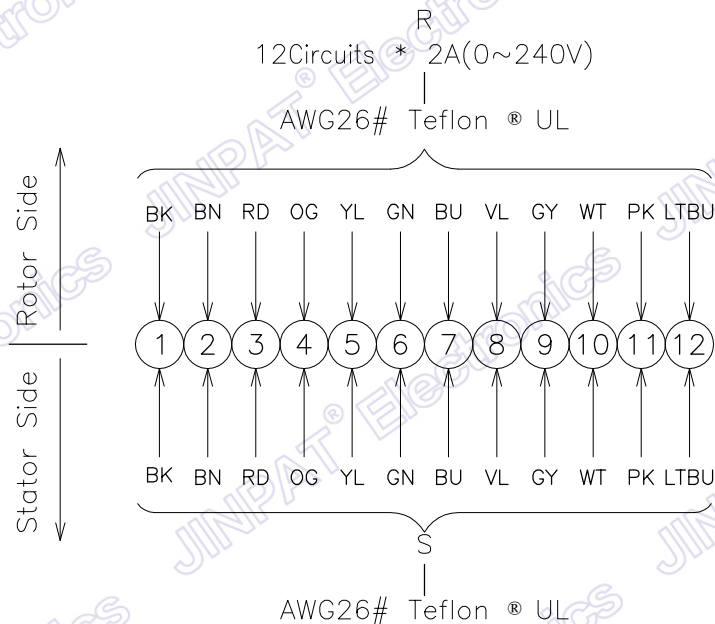 R
12Circuits * 2A(0~240V)
AWG26# Teflon ® UL
Rotor Side
BK BN RD OG YL GN BU VL GY WT PK LTBU
1 2 3 4 5 6 7 8 9 10 11 12
Stator Side
BK BN RD OG YL GN BU VL GY WT PK LTBU
S
AWG26# Teflon ® UL
JINPAT® Electronics
JINPAT® Electronics